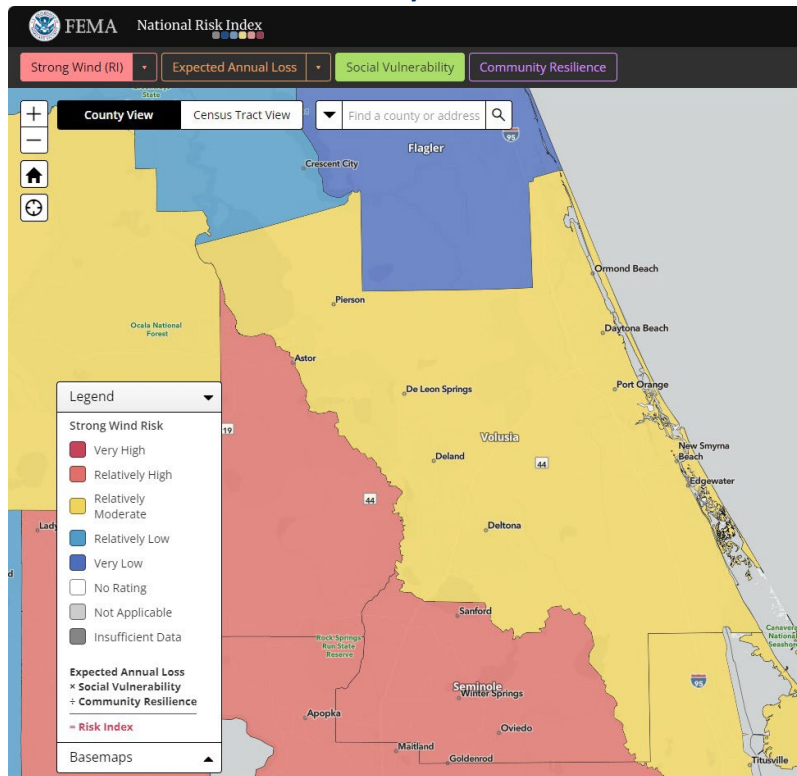 FEMA National Risk Index
Strong Wind (RI)
Expected Annual Loss
Social Vulnerability
Community Resilience
State
County View
Census Tract View
Find a county or address
Flagler
95
Crescent City
Ormond Beach
Pierson
Ocala National
Forest
Daytona Beach
Astor
Port Orange
De Leon Springs
Volusia
19
New Smyrna
Beach
Deland
44
Edgewater
44
Deltona
Lady
Sanford
Canaveral
National
Seashore
Rock Springs
Run State
Reserve
95
Seminole
Winter Springs
Apopka
Oviedo
Maitland
Goldenrod
Titusville
Legend
Strong Wind Risk
Very High
Relatively High
Relatively
Moderate
Relatively Low
Very Low
No Rating
Not Applicable
Insufficient Data
Expected Annual Loss
× Social Vulnerability
÷ Community Resilience
= Risk Index
Basemaps